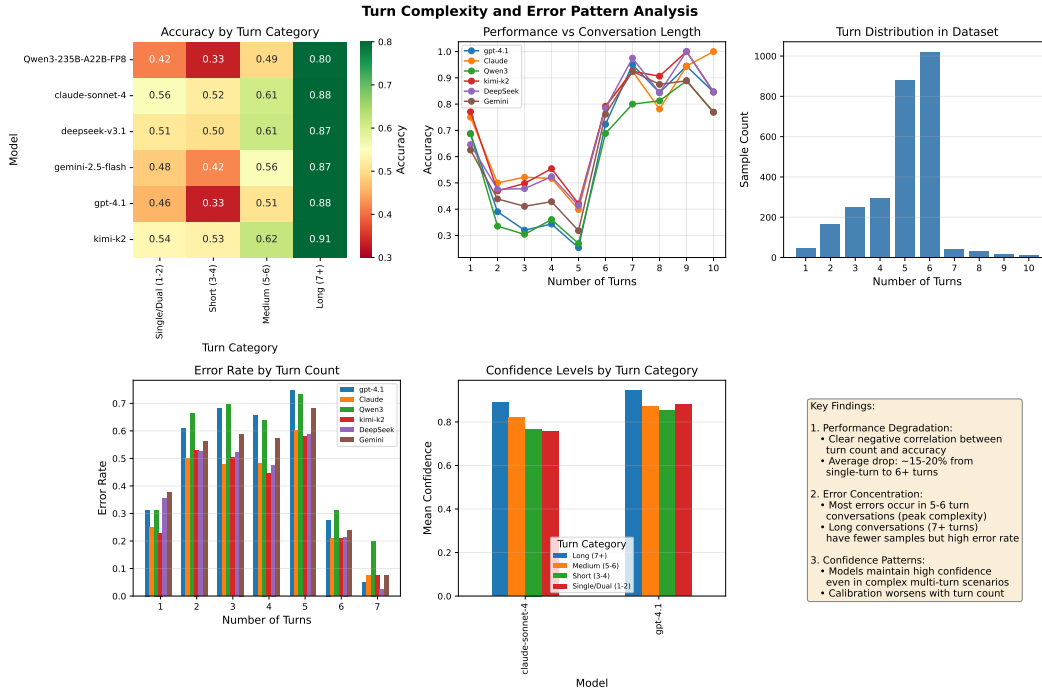 Turn Complexity and Error Pattern Analysis
Accuracy by Turn Category
Model
Qwen3-235B-A22B-FP8
claude-sonnet-4
deepseek-v3.1
gemini-2.5-flash
gpt-4.1
kimi-k2
0.42 0.33 0.49 0.80
0.56 0.52 0.61 0.88
0.51 0.50 0.61 0.87
0.48 0.42 0.56 0.87
0.46 0.33 0.51 0.88
0.54 0.53 0.62 0.91
Single/Dual (1-2)
Short (3-4)
Medium (5-6)
Long (7+)
Turn Category
0.8
0.7
0.6
0.5
0.4
0.3
Accuracy
Performance vs Conversation Length
Accuracy
1.0
0.9
0.8
0.7
0.6
0.5
0.4
0.3
gpt-4.1
Claude
Qwen3
kimi-k2
DeepSeek
Gemini
1 2 3 4 5 6 7 8 9 10
Number of Turns
Turn Distribution in Dataset
Sample Count
1000
800
600
400
200
0
1 2 3 4 5 6 7 8 9 10
Number of Turns
Error Rate by Turn Count
Error Rate
0.7
0.6
0.5
0.4
0.3
0.2
0.1
0.0
gpt-4.1
Claude
Qwen3
kimi-k2
DeepSeek
Gemini
1 2 3 4 5 6 7
Number of Turns
Confidence Levels by Turn Category
Mean Confidence
0.8
0.6
0.4
0.2
0.0
Turn Category
Long (7+)
Medium (5-6)
Short (3-4)
Single/Dual (1-2)
claude-sonnet-4
gpt-4.1
Model
Key Findings:
1. Performance Degradation:
• Clear negative correlation between
turn count and accuracy
• Average drop: ~15-20% from
single-turn to 6+ turns
2. Error Concentration:
• Most errors occur in 5-6 turn
conversations (peak complexity)
• Long conversations (7+ turns)
have fewer samples but high error rate
3. Confidence Patterns:
• Models maintain high confidence
even in complex multi-turn scenarios
• Calibration worsens with turn count